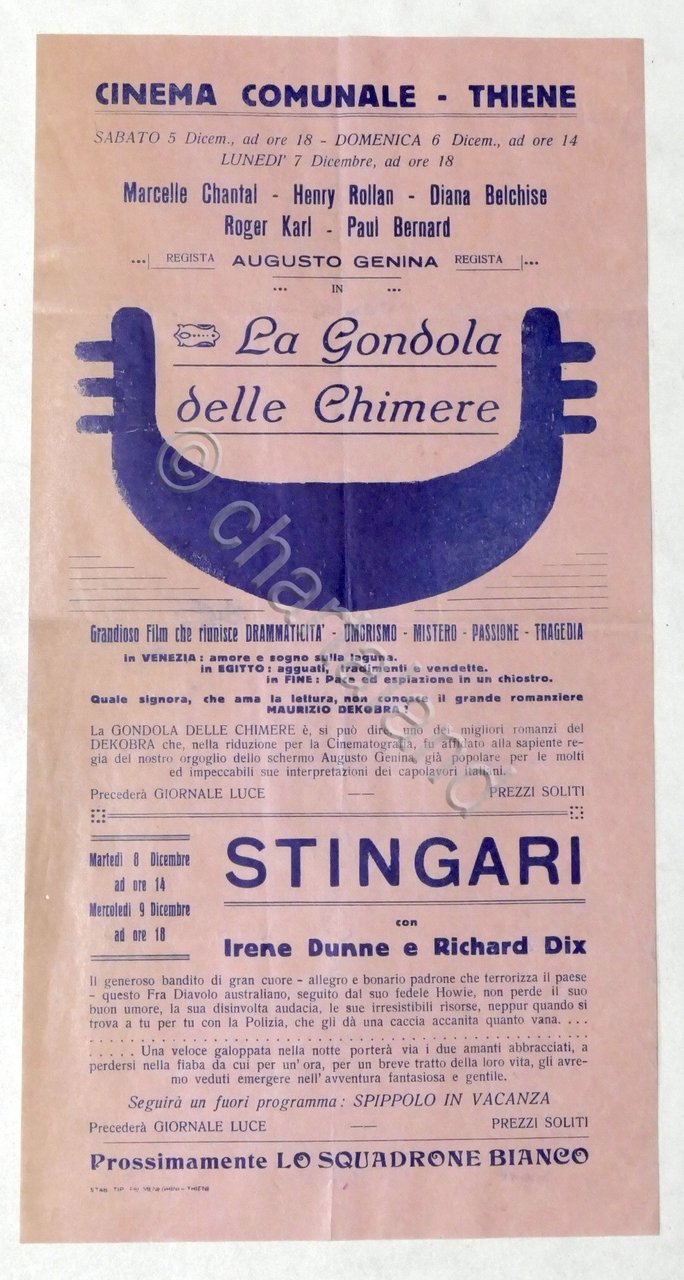 CINEMA COMUNALE - THIENE
SABATO 5 Dicem., ad ore 18 - DOMENICA 6 Dicem., ad ore 14
LUNEDI' 7 Dicembre, ad ore 18
Marcelle Chantal - Henry Rollan - Diana Belchise
Roger Karl - Paul Bernard
REGISTA AUGUSTO GENINA REGISTA
IN
La Gondola
delle Chimere
Grandioso Film che riunisce DRAMMATICITA' - UMORISMO - MISTERO - PASSIONE - TRAGEDIA
in VENEZIA: amore e sogno sulla laguna.
in EGITTO: agguati, tradimenti e vendette.
in FINE: Pace ed espiazione in un chiostro.
Quale signora, che ama la lettura, non conosce il grande romanziere
MAURIZIO DEKOBRA?
La GONDOLA DELLE CHIMERE è, si può dire, uno dei migliori romanzi del
DEKOBRA che, nella riduzione per la Cinematografia, fu affidato alla sapiente re-
gia del nostro orgoglio dello schermo Augusto Genina, già popolare per le molti
ed impeccabili sue interpretazioni dei capolavori italiani.
Precederà GIORNALE LUCE —— PREZZI SOLITI
Martedì 8 Dicembre
ad ore 14
Mercoledì 9 Dicembre
ad ore 18
STINGARI
con
Irene Dunne e Richard Dix
Il generoso bandito di gran cuore - allegro e bonario padrone che terrorizza il paese
- questo Fra Diavolo australiano, seguito dal suo fedele Howie, non perde il suo
buon umore, la sua disinvolta audacia, le sue irresistibili risorse, neppur quando si
trova a tu per tu con la Polizia, che gli dà una caccia accanita quanto vana. . . .
. . . . . Una veloce galoppata nella notte porterà via i due amanti abbracciati, a
perdersi nella fiaba da cui per un'ora, per un breve tratto della loro vita, gli avre-
mo veduti emergere nell'avventura fantasiosa e gentile.
Seguirà un fuori programma: SPIPPOLO IN VACANZA
Precederà GIORNALE LUCE —— PREZZI SOLITI
Prossimamente LO SQUADRONE BIANCO
STAB. TIP. MENEGHINI - THIENE